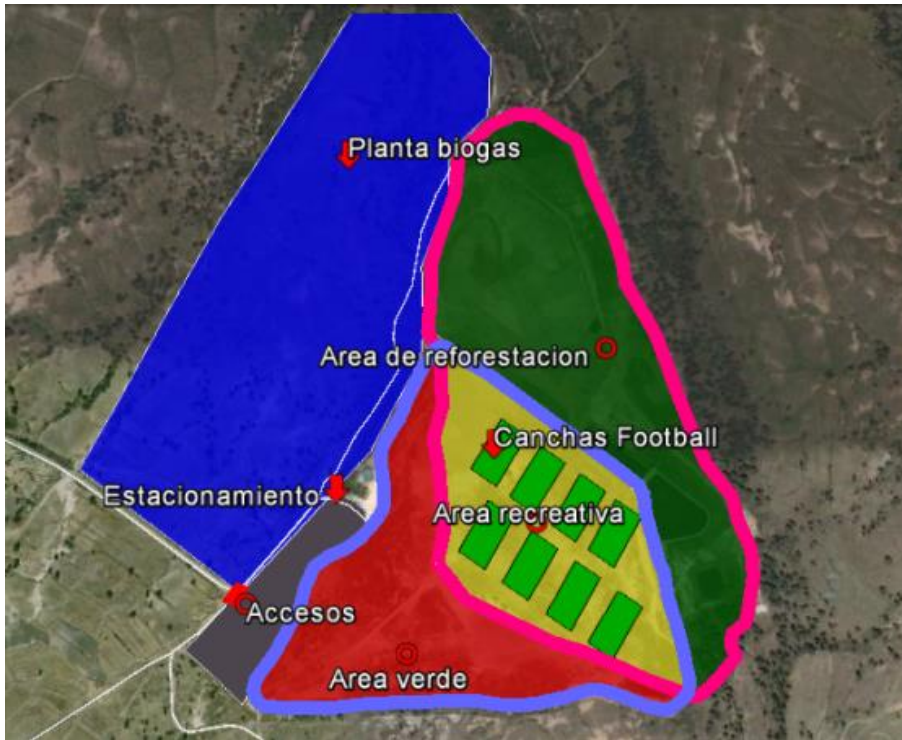 Planta biogas
Area de reforestacion
Canchas Football
Estacionamiento
Area recreativa
Accesos
Area verde